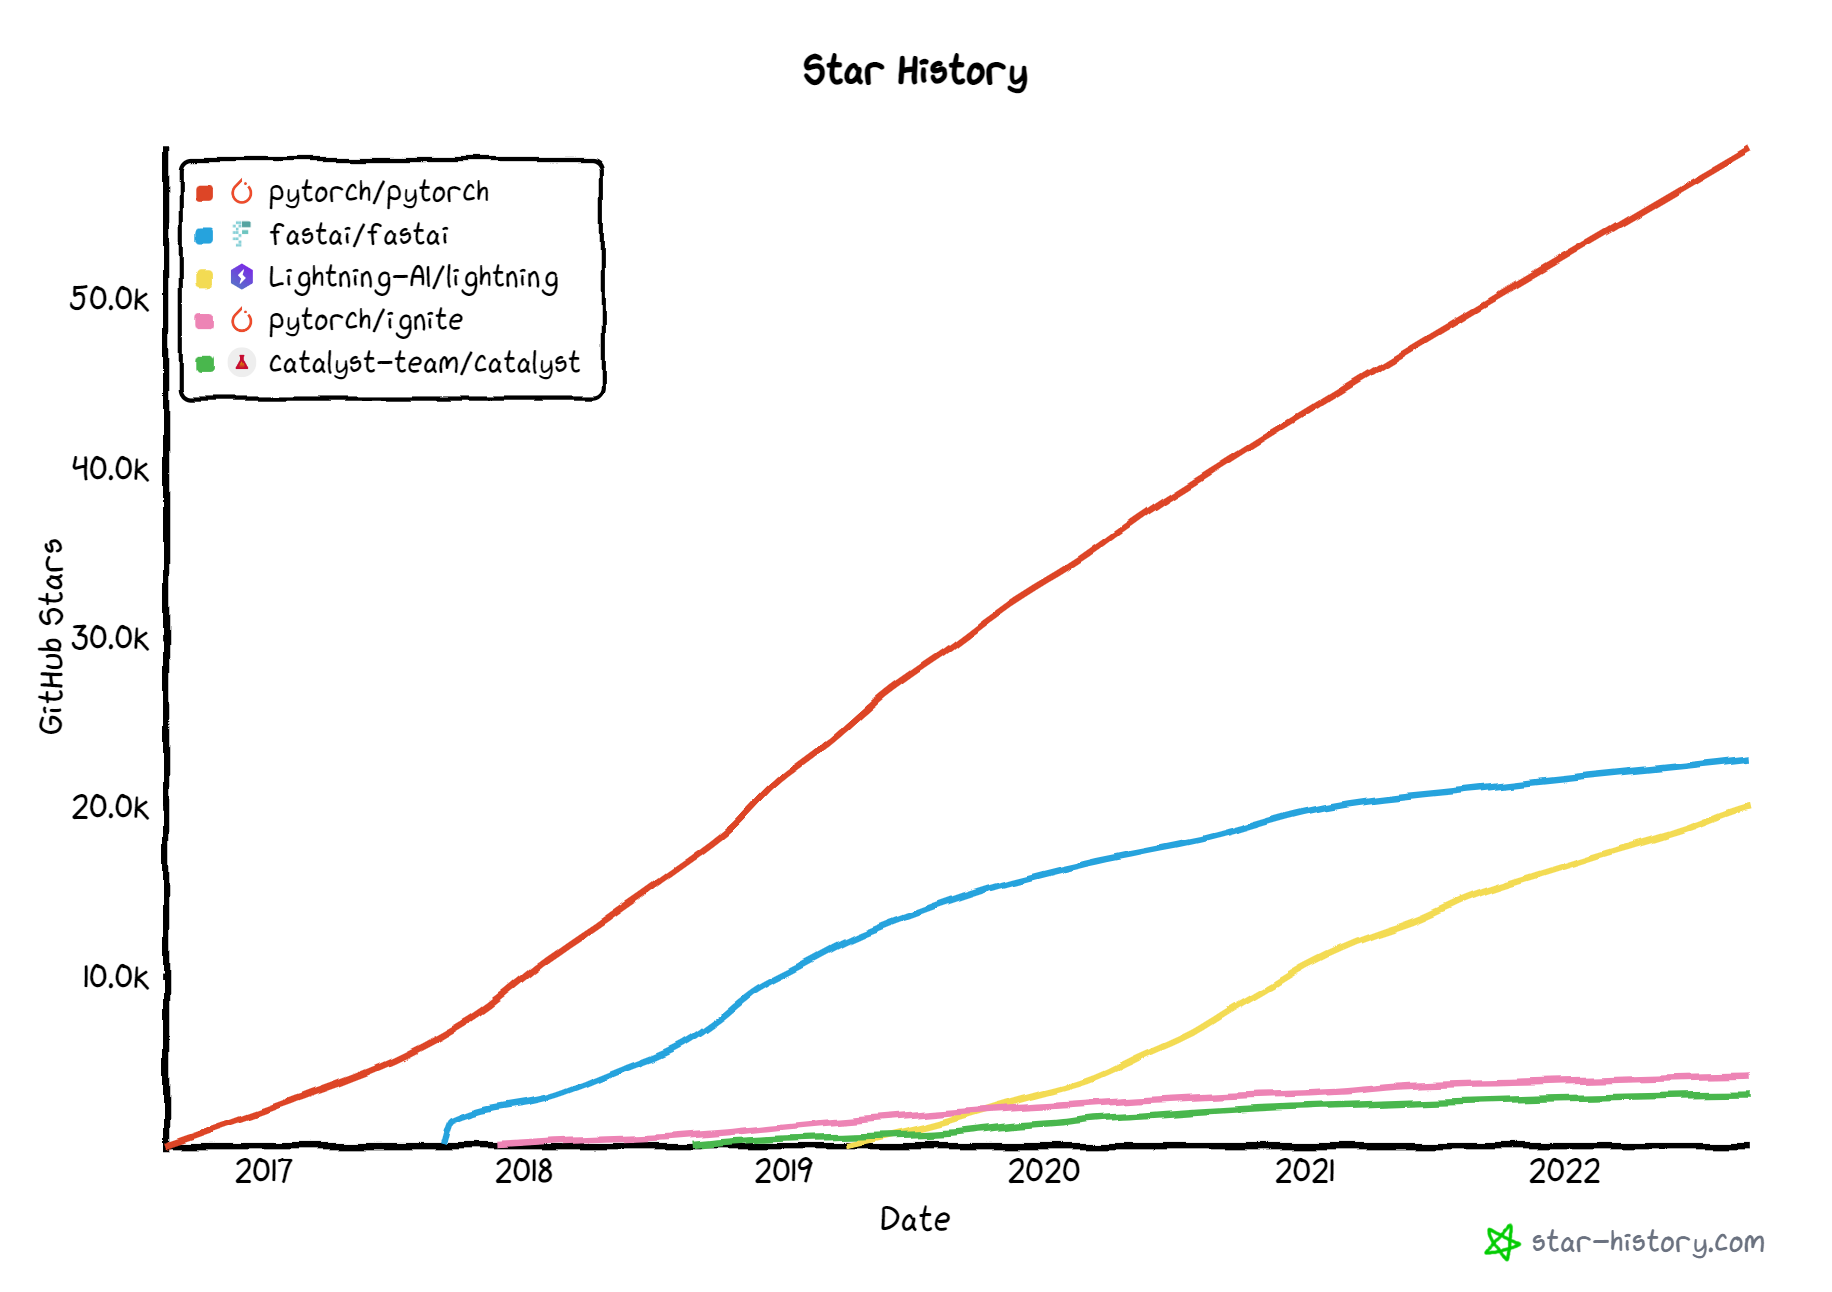 Star History
pytorch/pytorch
fastai/fastai
Lightning-AI/lightning
pytorch/ignite
catalyst-team/catalyst
50.0k
40.0k
30.0k
20.0k
10.0k
GitHub Stars
2017 2018 2019 2020 2021 2022
Date
star-history.com